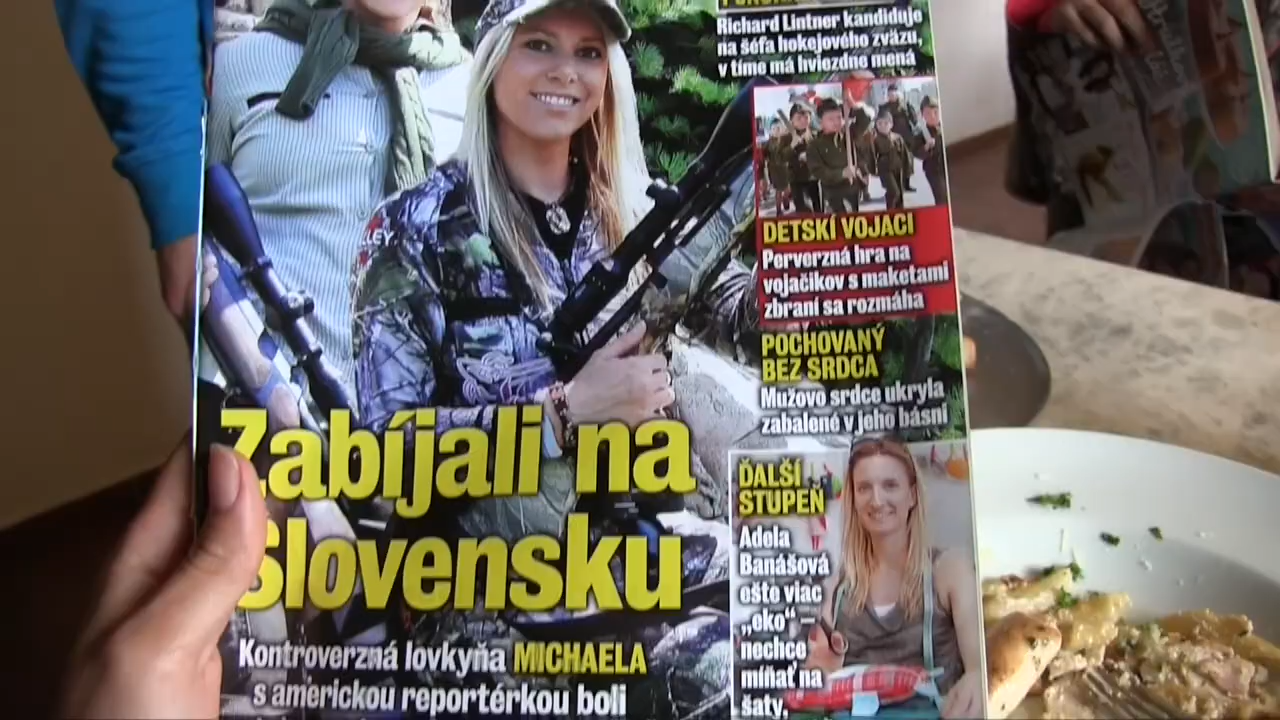 Richard Lintner kandiduje
na šéfa hokejového zväzu,
v tíme má hviezdne mená
DETSKÍ VOJACI
Perverzná hra na
vojačikov s maketami
zbraní sa rozmáha
POCHOVANÝ
BEZ SRDCA
Mužovo srdce ukryla
zabalené v jeho básni
ĎALŠÍ
STUPEŇ
Adela
Banášová
ešte viac
„eko“ –
nechce
míňať na
šaty.
Zabíjali na
Slovensku
Kontroverzná lovkyňa MICHAELA
s americkou reportérkou boli